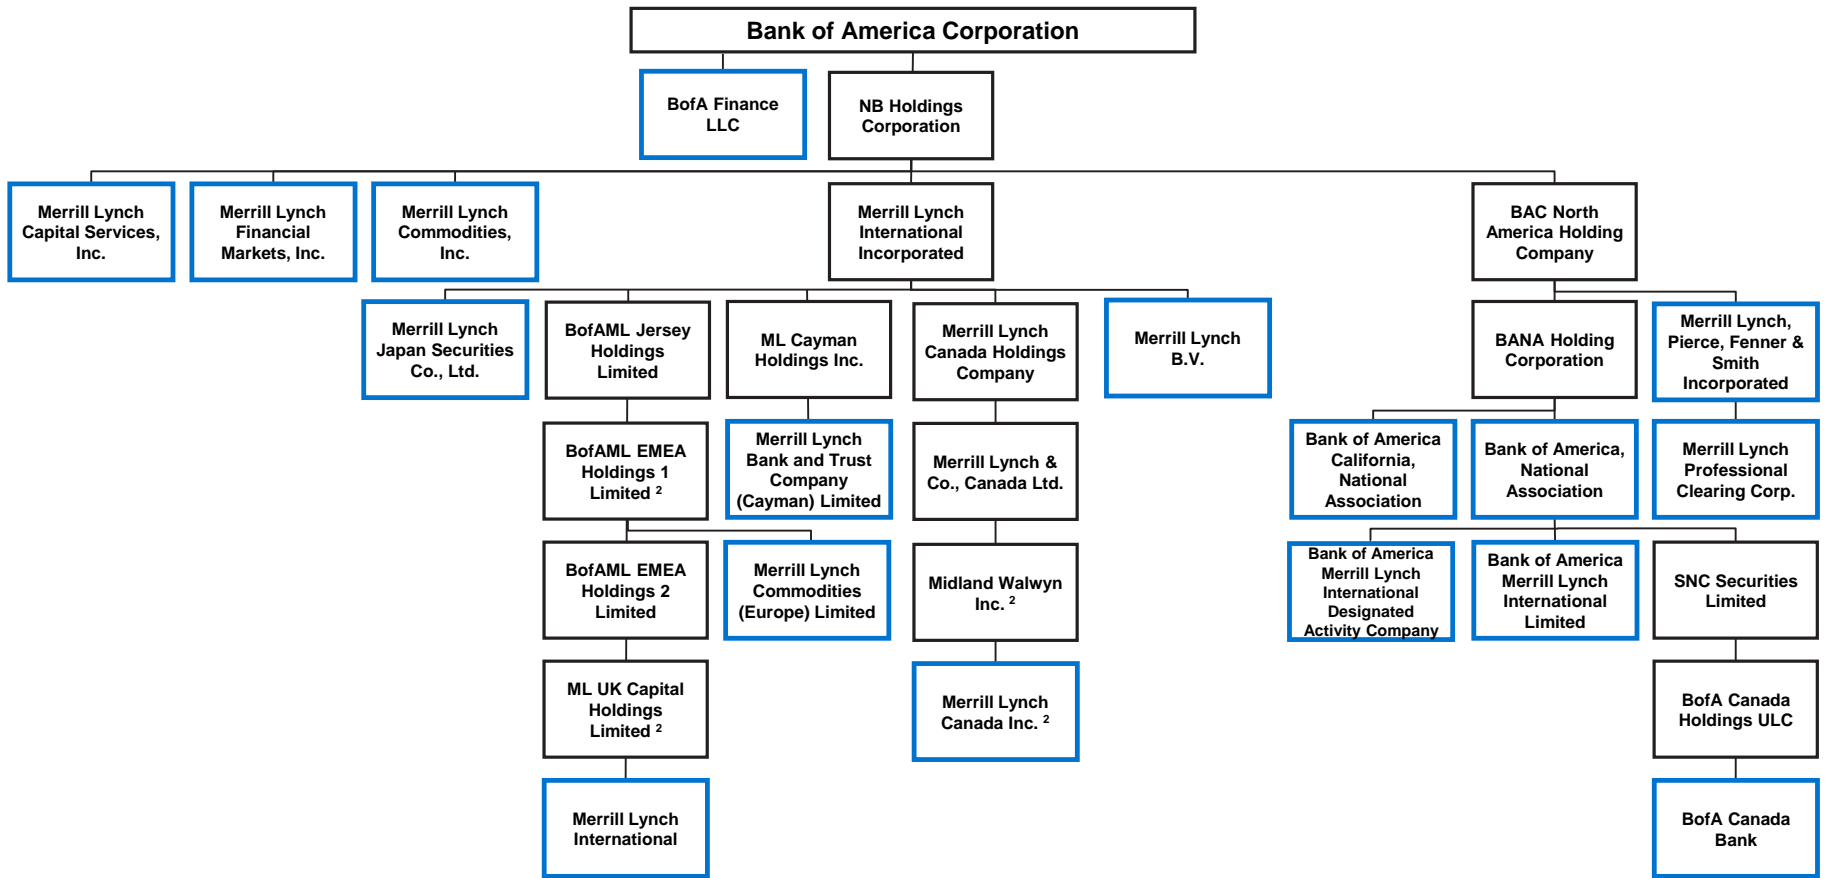 Bank of America Corporation
BofA Finance
LLC
NB Holdings
Corporation
Merrill Lynch
Capital Services,
Inc.
Merrill Lynch
Financial
Markets, Inc.
Merrill Lynch
Commodities,
Inc.
Merrill Lynch
International
Incorporated
BAC North
America Holding
Company
Merrill Lynch
Japan Securities
Co., Ltd.
BofAML Jersey
Holdings
Limited
ML Cayman
Holdings Inc.
Merrill Lynch
Canada Holdings
Company
Merrill Lynch
B.V.
BANA Holding
Corporation
Merrill Lynch,
Pierce, Fenner &
Smith
Incorporated
BofAML EMEA
Holdings 1
Limited ²
Merrill Lynch
Bank and Trust
Company
(Cayman) Limited
Merrill Lynch &
Co., Canada Ltd.
Bank of America
California,
National
Association
Bank of America,
National
Association
Merrill Lynch
Professional
Clearing Corp.
BofAML EMEA
Holdings 2
Limited
Merrill Lynch
Commodities
(Europe) Limited
Midland Walwyn
Inc. ²
Bank of America
Merrill Lynch
International
Designated
Activity Company
Bank of America
Merrill Lynch
International
Limited
SNC Securities
Limited
ML UK Capital
Holdings
Limited ²
Merrill Lynch
Canada Inc. ²
BofA Canada
Holdings ULC
Merrill Lynch
International
BofA Canada
Bank